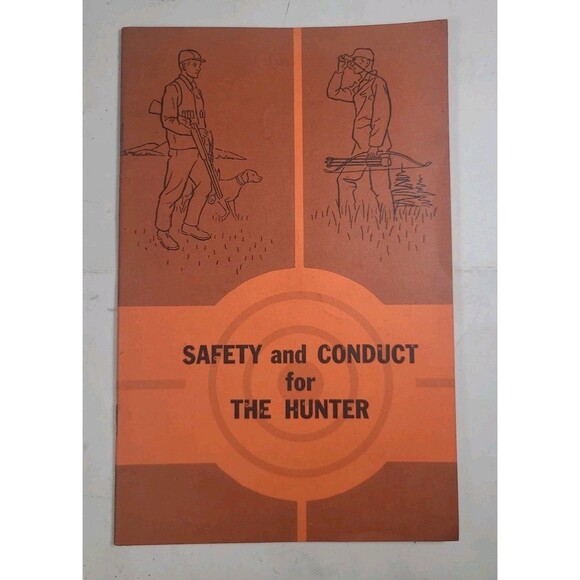 SAFETY and CONDUCT
for
THE HUNTER